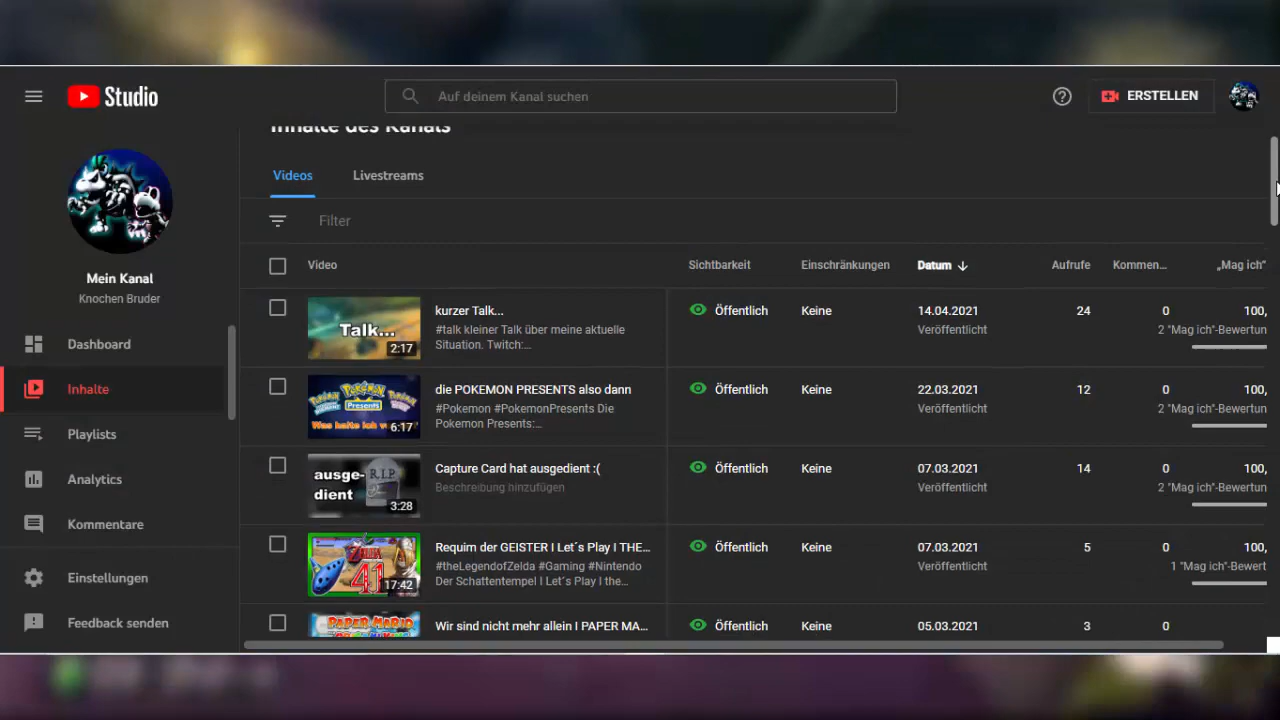 Studio
Auf deinem Kanal suchen
ERSTELLEN
Inhalte des Kanals
Mein Kanal
Knochen Bruder
Dashboard
Inhalte
Playlists
Analytics
Kommentare
Einstellungen
Feedback senden
Videos Livestreams
Filter
Video Sichtbarkeit Einschränkungen Datum Aufrufe Kommen... „Mag ich"
Talk...
2:17
kurzer Talk... Öffentlich Keine 14.04.2021 24 0 100,
#talk kleiner Talk über meine aktuelle Veröffentlicht 2 "Mag ich"-Bewertun
Situation. Twitch:...
Pokémon
Presents
6:17
die POKEMON PRESENTS also dann Öffentlich Keine 22.03.2021 12 0 100,
#Pokemon #PokemonPresents Die Veröffentlicht 2 "Mag ich"-Bewertun
Pokemon Presents:...
ausge-
dient
R.I.P
3:28
Capture Card hat ausgedient :( Öffentlich Keine 07.03.2021 14 0 100,
Beschreibung hinzufügen Veröffentlicht 2 "Mag ich"-Bewertun
41
17:42
Requim der GEISTER I Let´s Play I THE... Öffentlich Keine 07.03.2021 5 0 100,
#theLegendofZelda #Gaming #Nintendo Veröffentlicht 1 "Mag ich"-Bewert
Der Schattentempel I Let´s Play I the...
PAPER MARIO
Wir sind nicht mehr allein I PAPER MA... Öffentlich Keine 05.03.2021 3 0